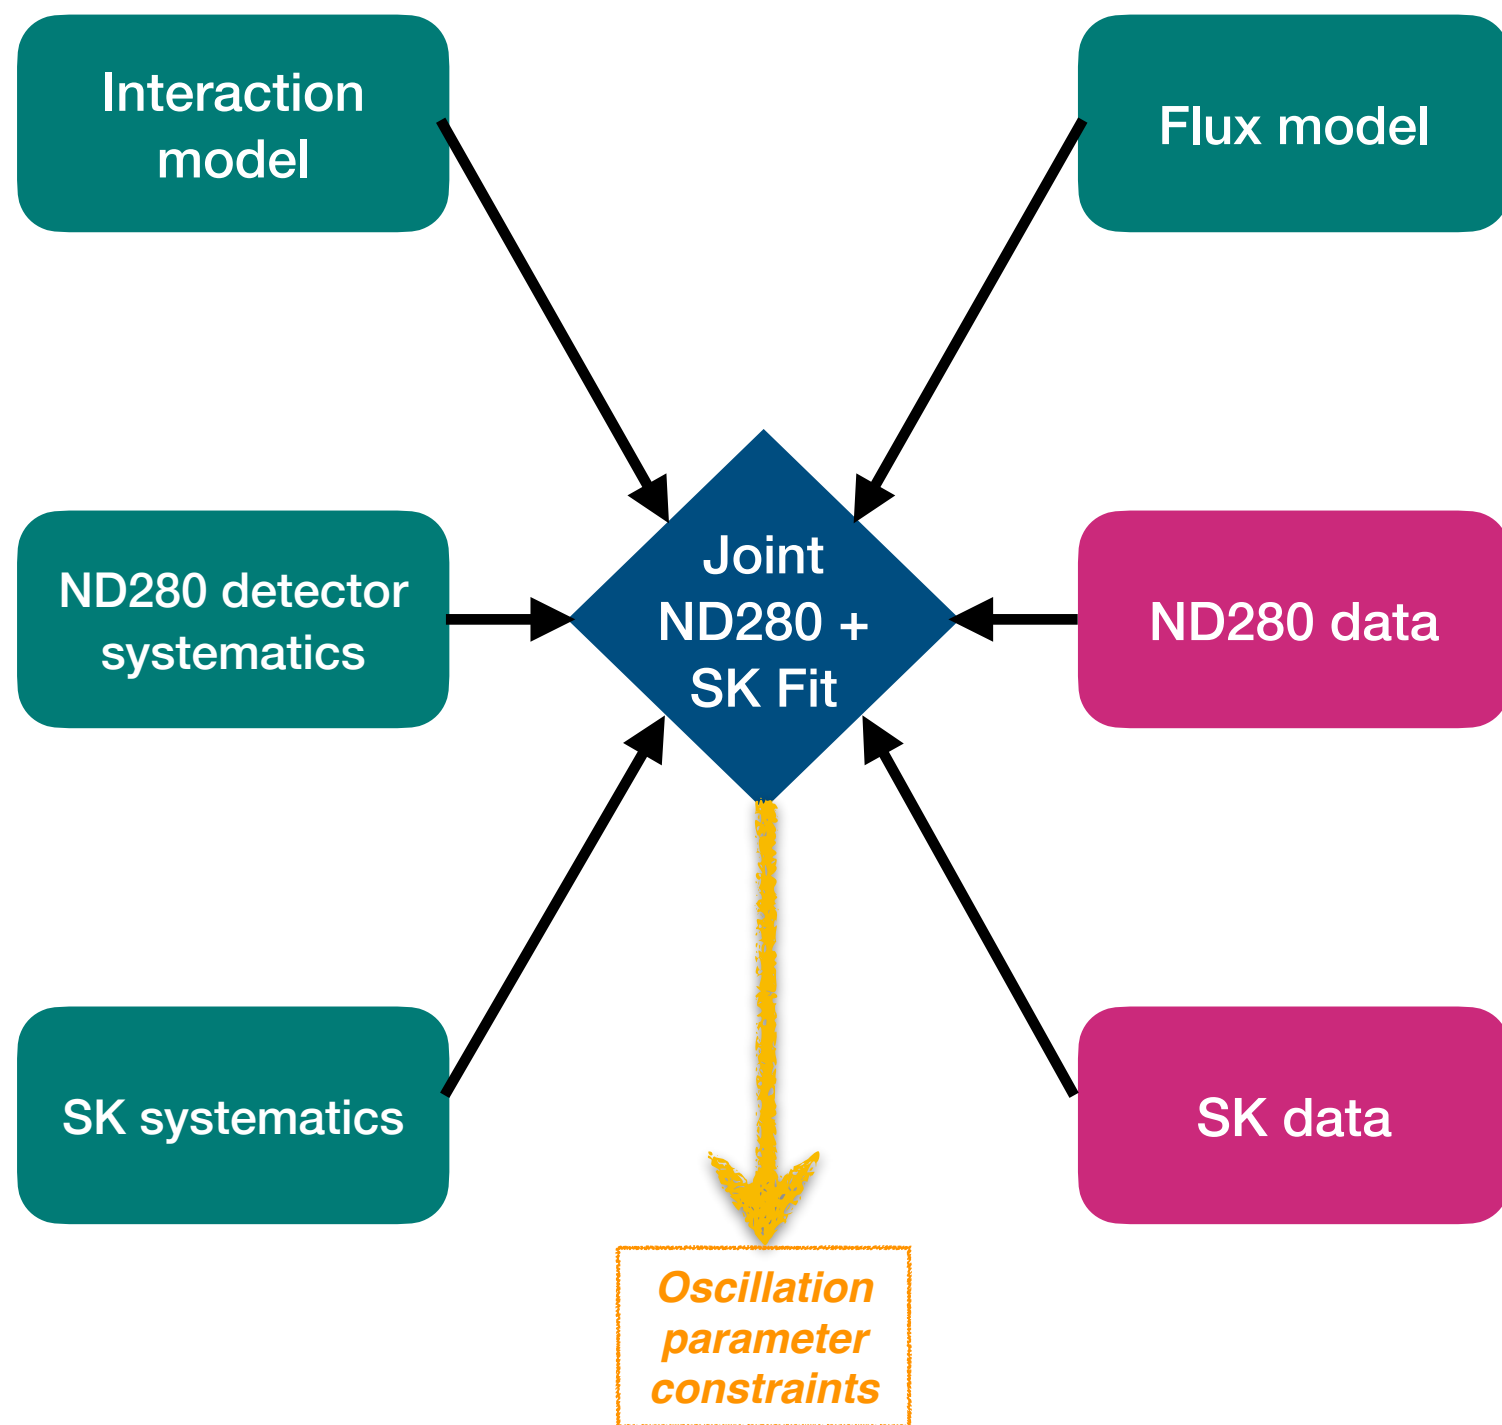 Interaction
model
Flux model
Joint
ND280 +
SK Fit
ND280 detector
systematics
ND280 data
SK systematics
SK data
Oscillation
parameter
constraints